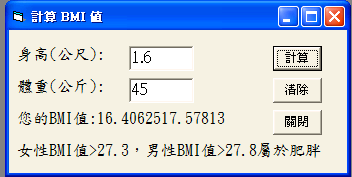 計算 BMI 值
身高(公尺): 1.6 計算
體重(公斤): 45 清除
您的BMI值:16.4062517.57813 關閉
女性BMI值>27.3，男性BMI值>27.8屬於肥胖